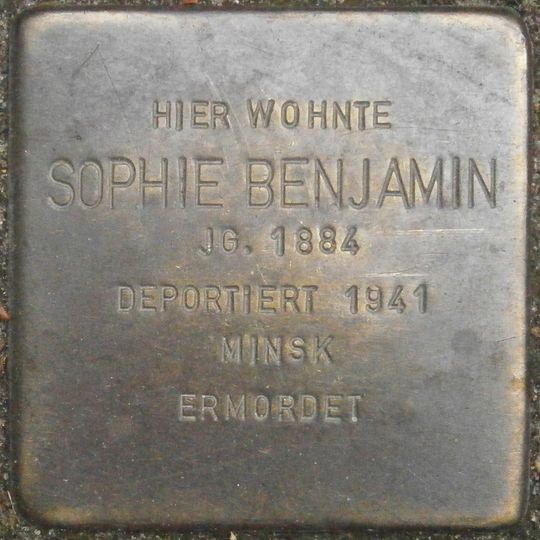 HIER WOHNTE
SOPHIE BENJAMIN
JG. 1884
DEPORTIERT 1941
MINSK
ERMORDET